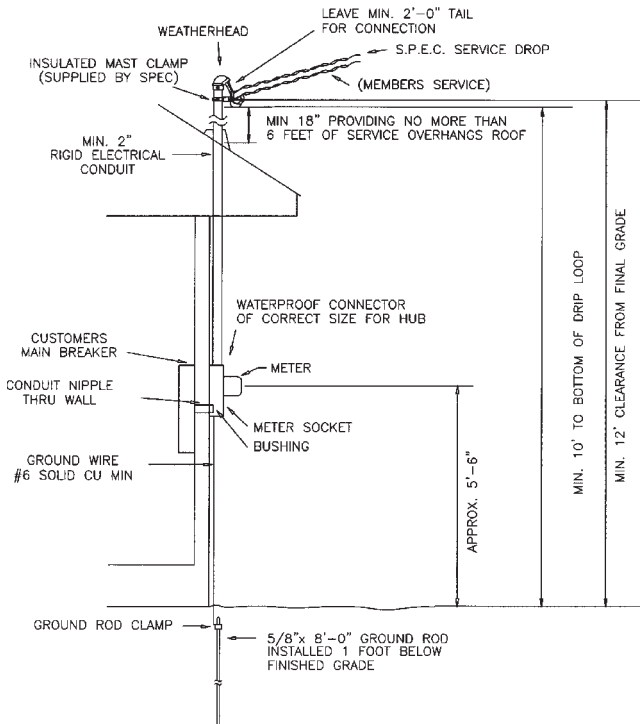 LEAVE MIN. 2'-0" TAIL
FOR CONNECTION
WEATHERHEAD
S.P.E.C. SERVICE DROP
INSULATED MAST CLAMP
(SUPPLIED BY SPEC)
(MEMBERS SERVICE)
MIN 18" PROVIDING NO MORE THAN
6 FEET OF SERVICE OVERHANGS ROOF
MIN. 2"
RIGID ELECTRICAL
CONDUIT
MIN. 10' TO BOTTOM OF DRIP LOOP
MIN. 12' CLEARANCE FROM FINAL GRADE
WATERPROOF CONNECTOR
OF CORRECT SIZE FOR HUB
CUSTOMERS
MAIN BREAKER
METER
CONDUIT NIPPLE
THRU WALL
METER SOCKET
BUSHING
GROUND WIRE
#6 SOLID CU MIN
APPROX. 5'-6"
GROUND ROD CLAMP
5/8"x 8'-0" GROUND ROD
INSTALLED 1 FOOT BELOW
FINISHED GRADE